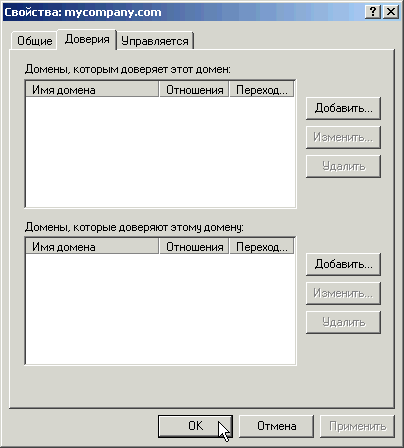 Свойства: mycompany.com
Общие Доверия Управляется
Домены, которым доверяет этот домен:
Имя домена Отношения Переход...
Добавить...
Изменить...
Удалить
Домены, которые доверяют этому домену:
Имя домена Отношения Переход...
Добавить...
Изменить...
Удалить
OK Отмена Применить